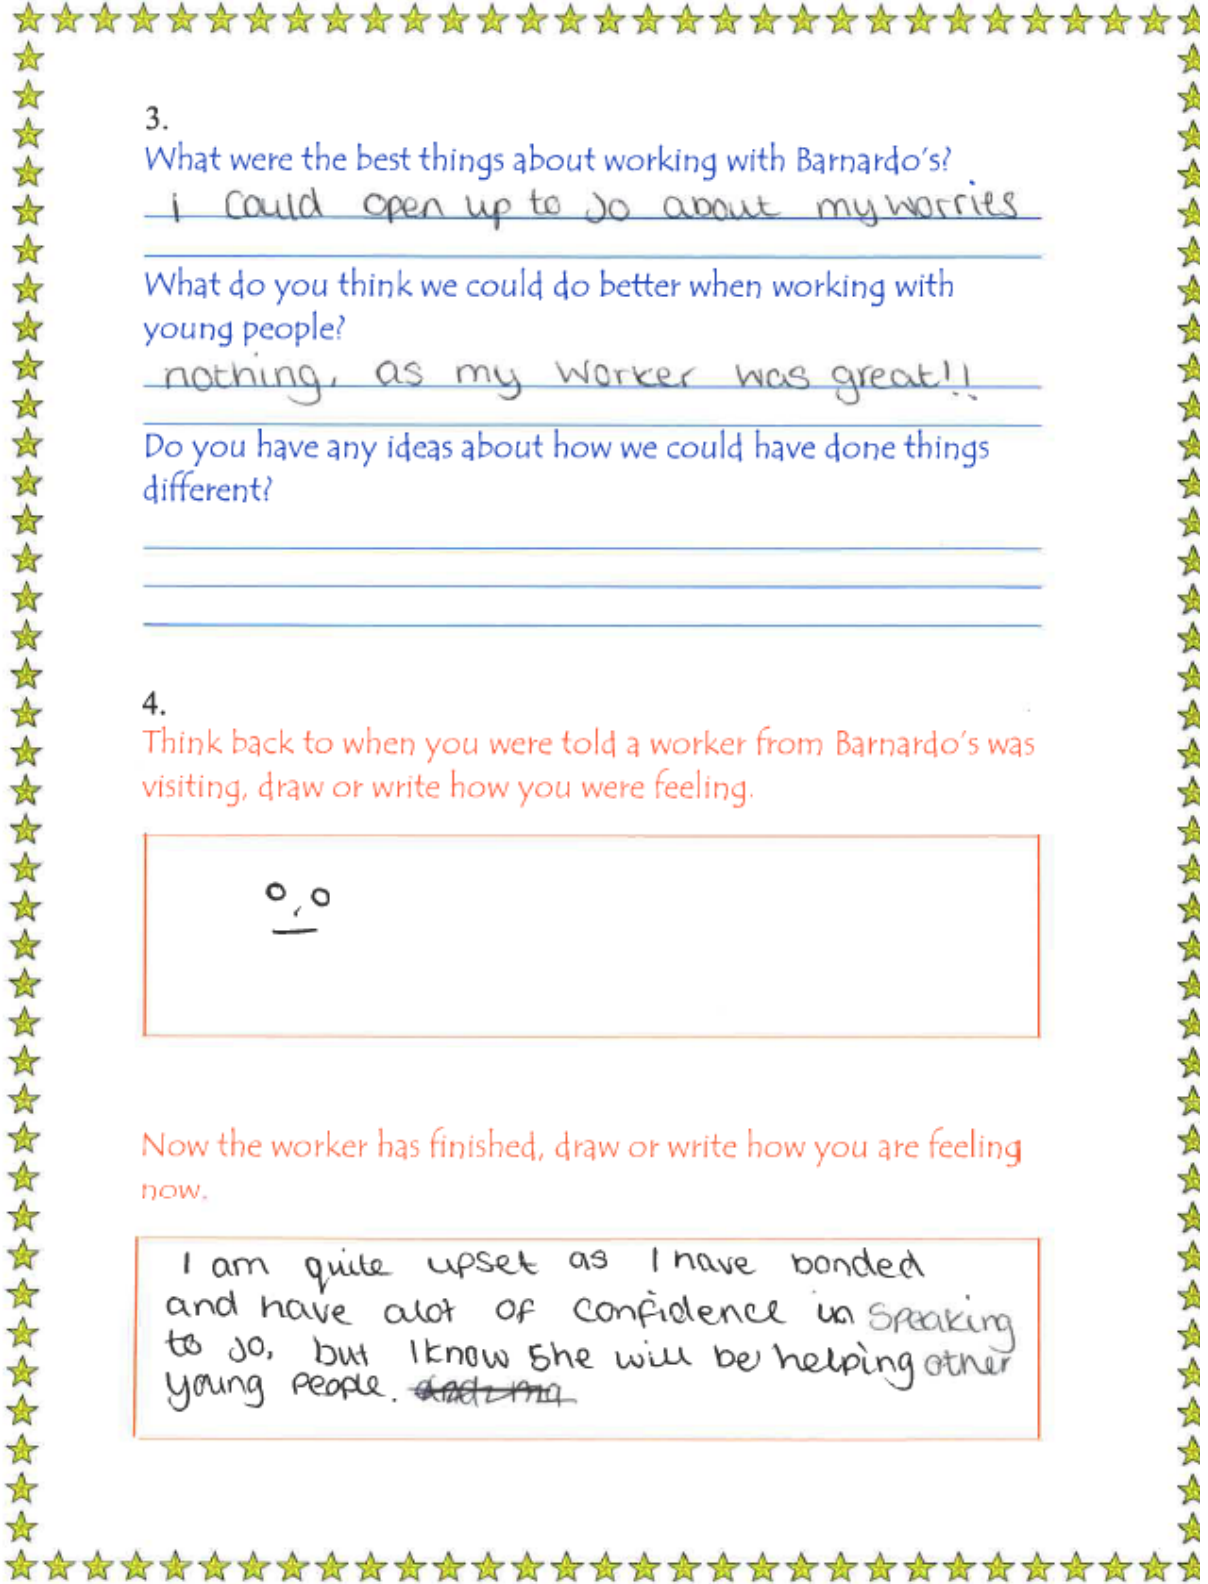 3.
What were the best things about working with Barnardo's?
i could open up to Jo about my worries
What do you think we could do better when working with
young people?
nothing, as my worker was great!!
Do you have any ideas about how we could have done things
different?
4.
Think back to when you were told a worker from Barnardo's was
visiting, draw or write how you were feeling.
Now the worker has finished, draw or write how you are feeling
now.
I am quite upset as I have bonded
and have alot of confidence in speaking
to Jo, but I know she will be helping other
young people.